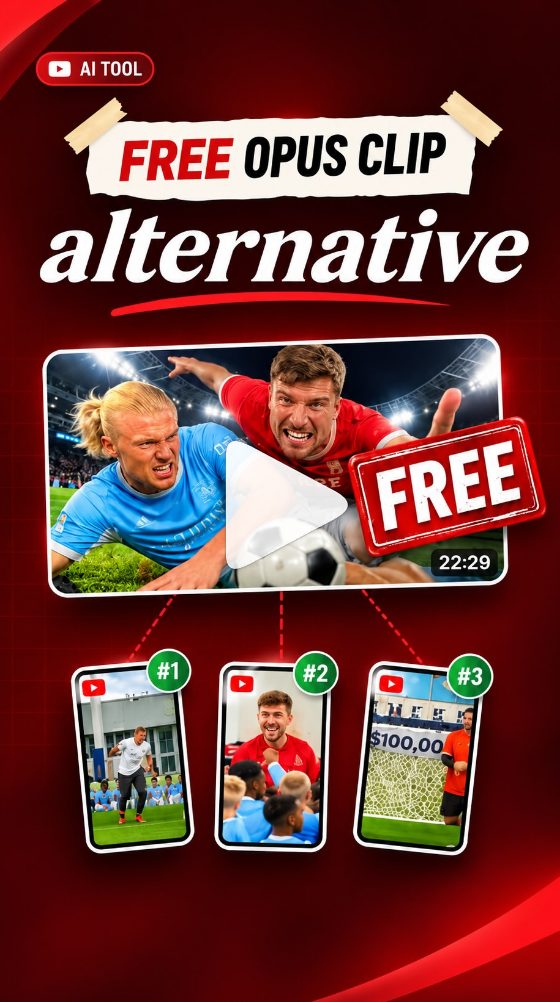 AI TOOL
FREE OPUS CLIP
alternative
FREE
22:29
#1
#2
#3
$100,00